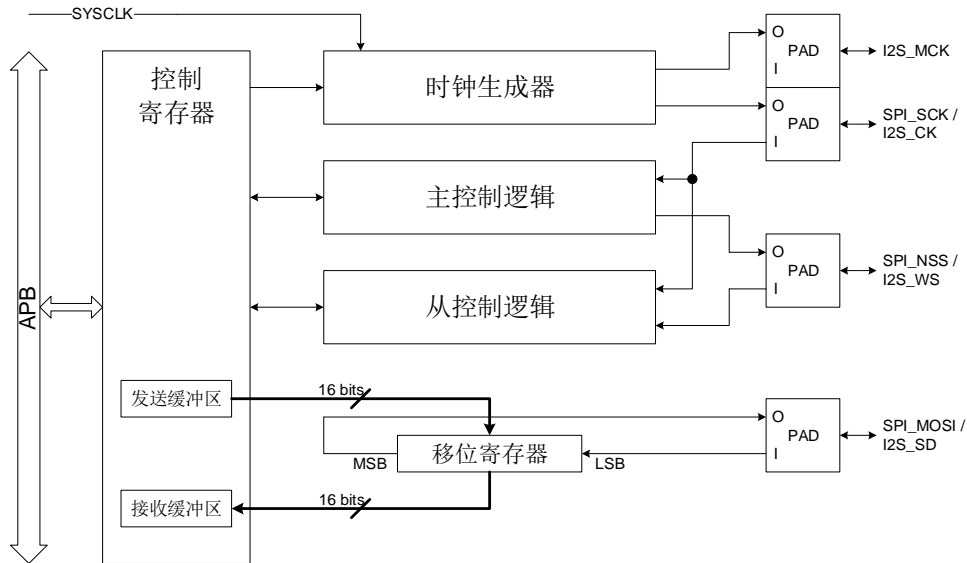 SYSCLK
控制
寄存器
时钟生成器
O
PAD
I
I2S_MCK
O
PAD
I
SPI_SCK /
I2S_CK
主控制逻辑
O
PAD
I
SPI_NSS /
I2S_WS
从控制逻辑
APB
发送缓冲区
16 bits
O
PAD
I
SPI_MOSI /
I2S_SD
MSB
移位寄存器
LSB
接收缓冲区
16 bits